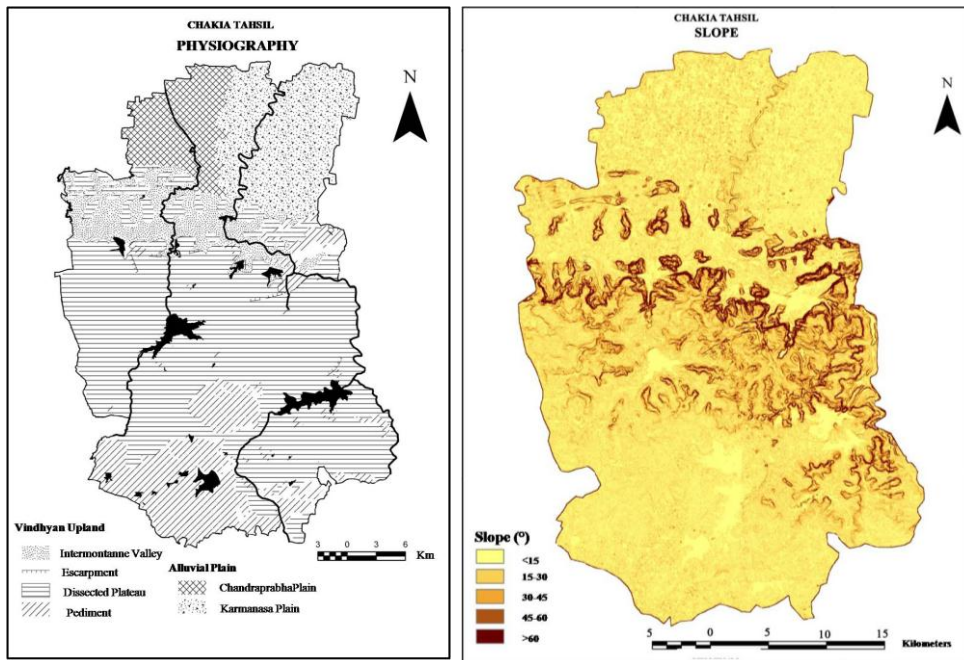 CHAKIA TAHSIL
PHYSIOGRAPHY
N
Vindhyan Upland
Intermontanne Valley
Escarpment
Dissected Plateau
Pediment
Alluvial Plain
ChandraprabhaPlain
Karmanasa Plain
3 0 3 6
Km
CHAKIA TAHSIL
SLOPE
N
Slope (°)
<15
15-30
30-45
45-60
>60
5 0 5 10 15
Kilometers